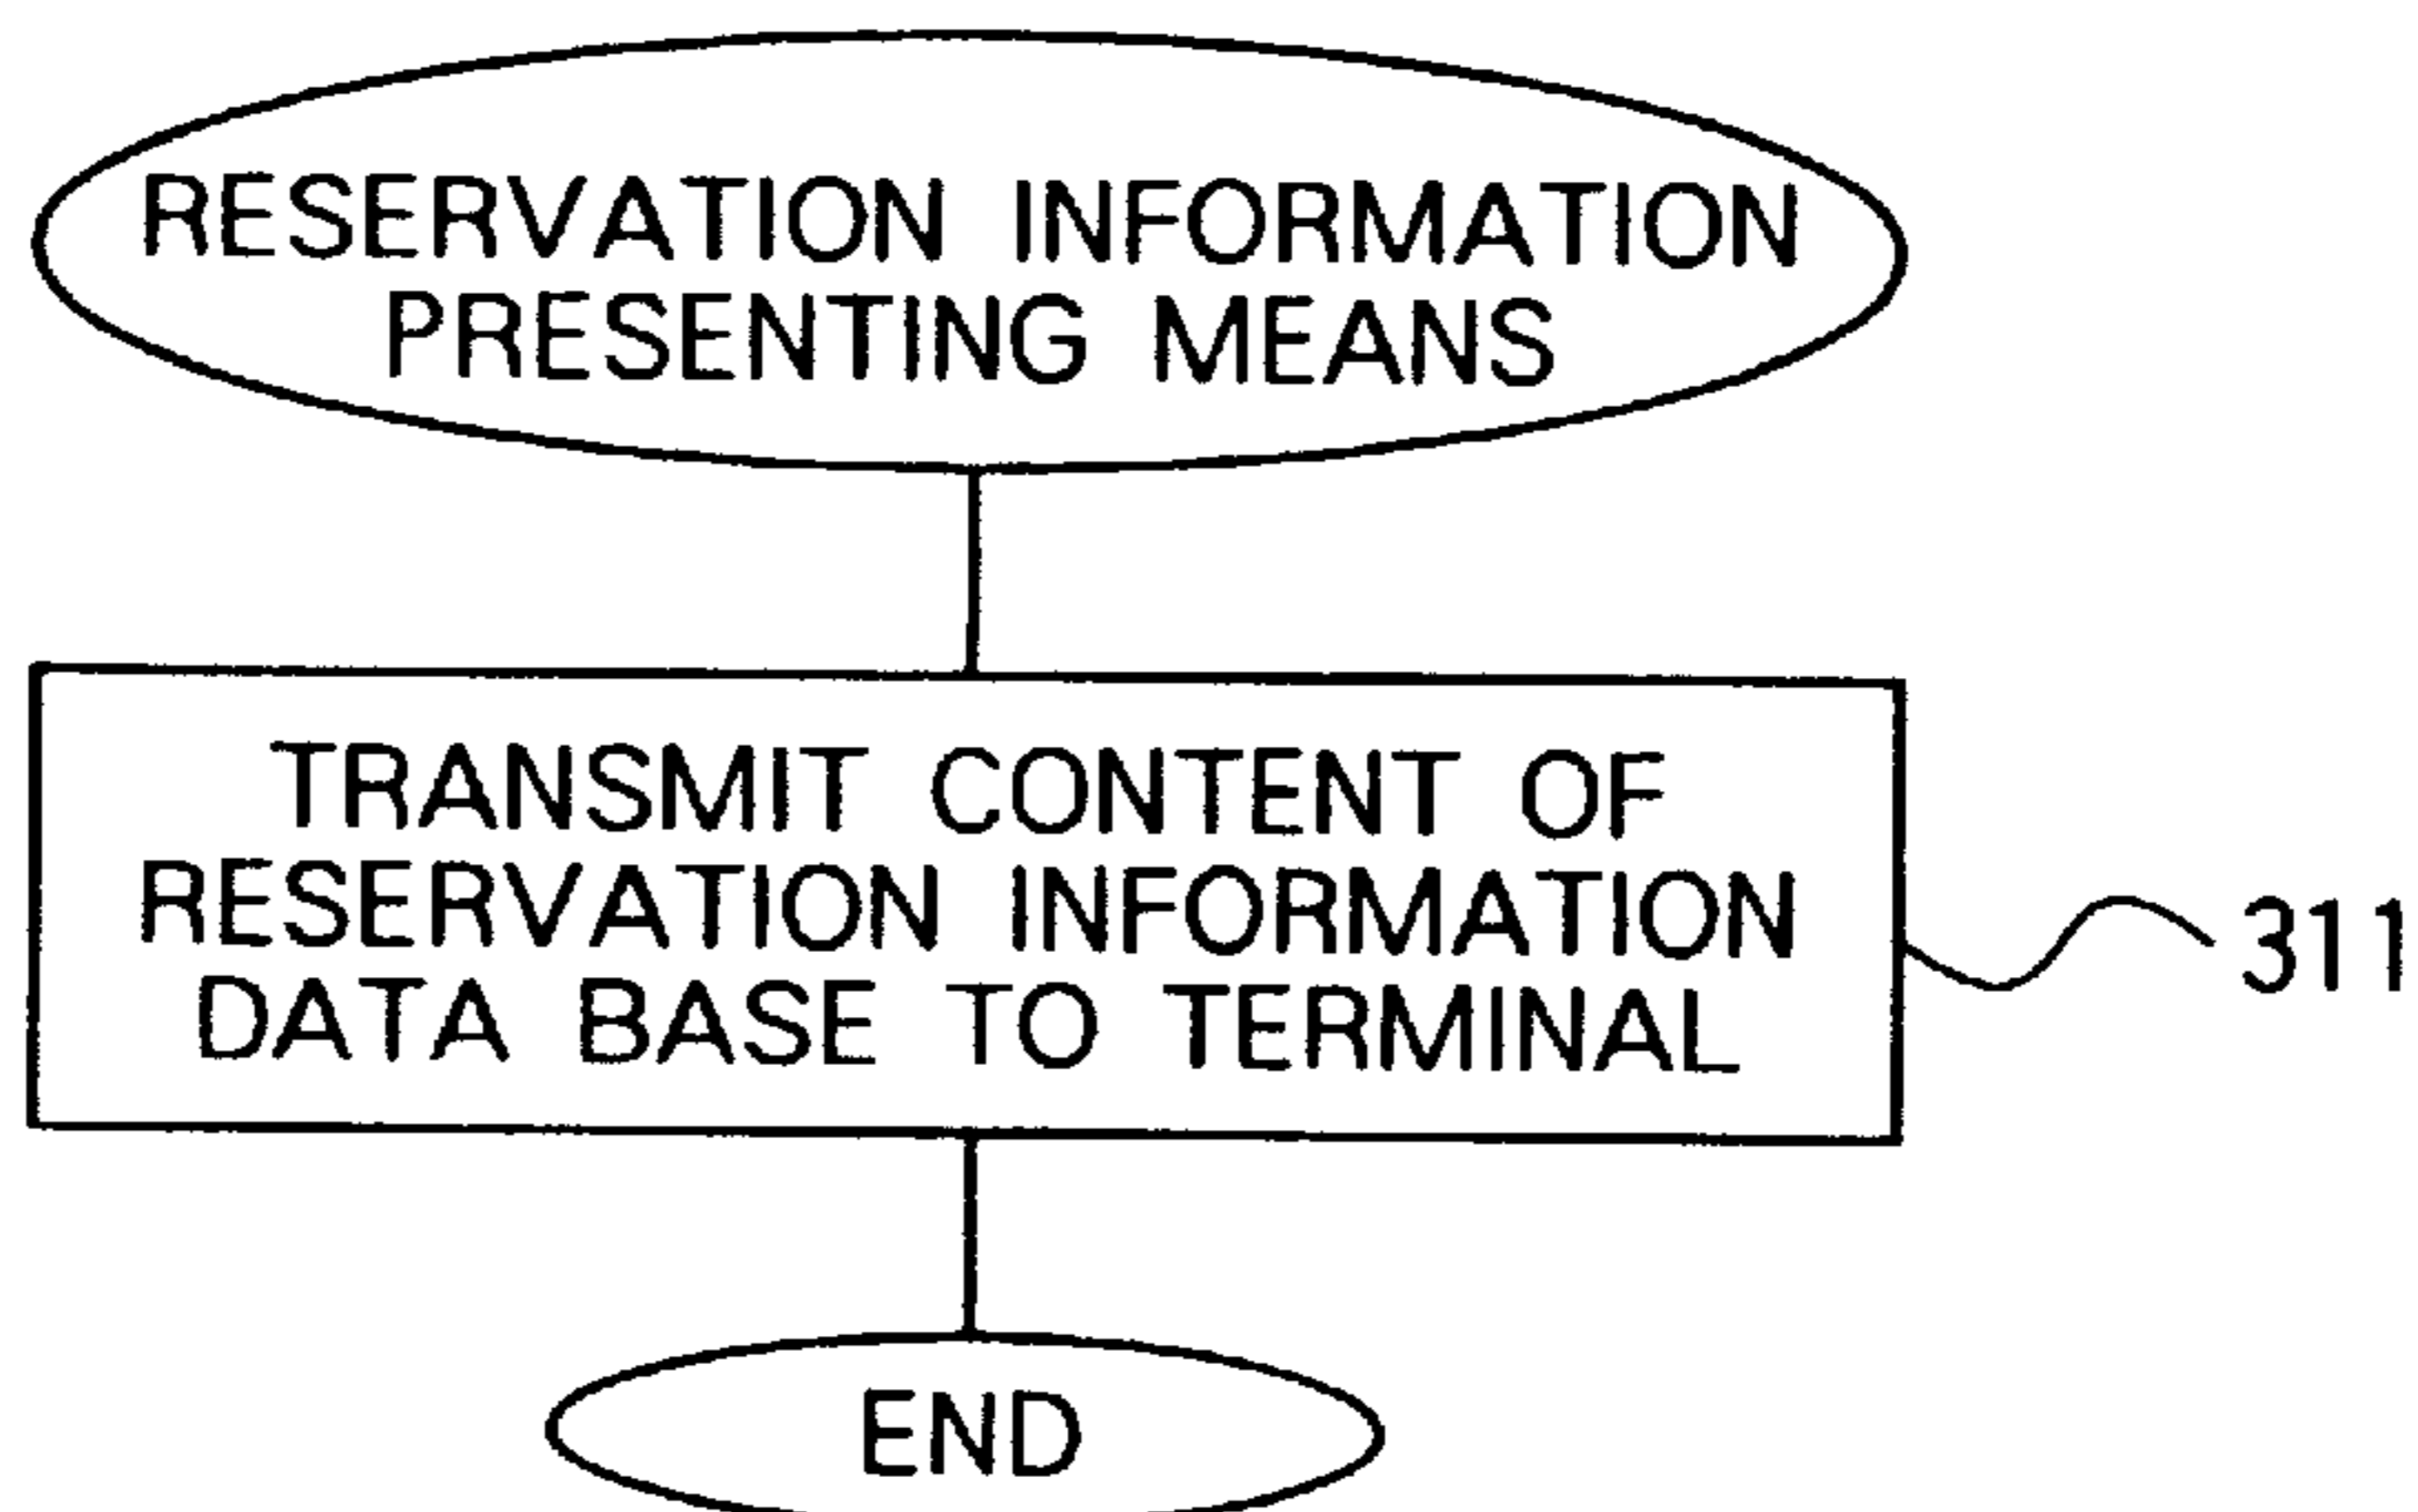 RESERVATION INFORMATION
PRESENTING MEANS
TRANSMIT CONTENT OF
RESERVATION INFORMATION
DATA BASE TO TERMINAL
311
END